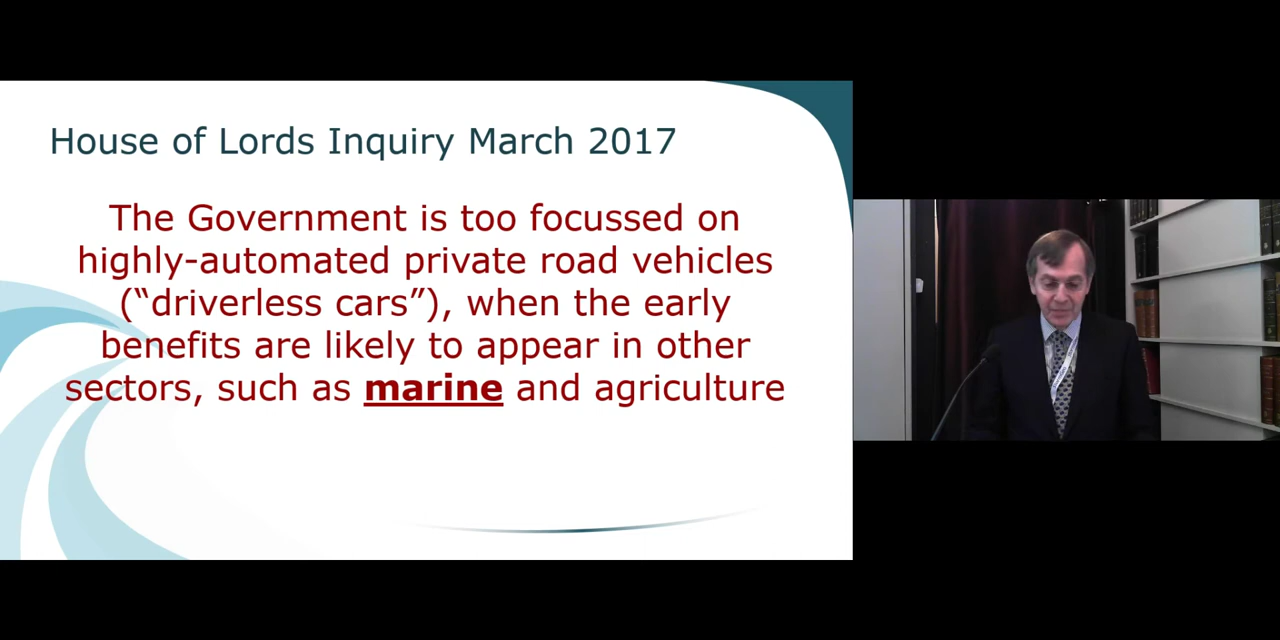 House of Lords Inquiry March 2017
The Government is too focussed on
highly-automated private road vehicles
(“driverless cars”), when the early
benefits are likely to appear in other
sectors, such as marine and agriculture